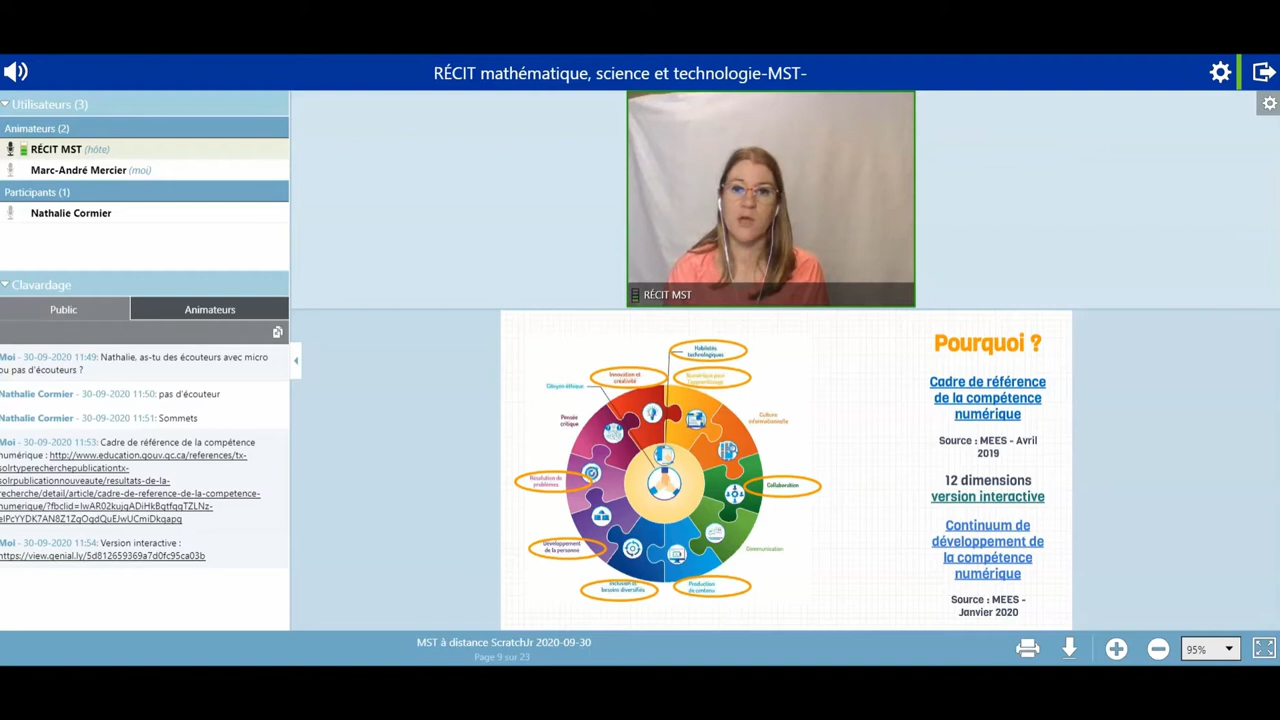 RÉCIT mathématique, science et technologie-MST-
Utilisateurs (3)
Animateurs (2)
RÉCIT MST (hôte)
Marc-André Mercier (moi)
Participants (1)
Nathalie Cormier
Clavardage
Public
Animateurs
Moi - 30-09-2020 11:49: Nathalie, as-tu des écouteurs avec micro
ou pas d'écouteurs ?
Nathalie Cormier - 30-09-2020 11:50: pas d'écouteur
Nathalie Cormier - 30-09-2020 11:51: Sommets
Moi - 30-09-2020 11:53: Cadre de référence de la compétence
numérique : http://www.education.gouv.qc.ca/references/tx-
solrtyperecherchepublicationtx-
solrpublicationnouveaute/resultats-de-la-
recherche/detail/article/cadre-de-reference-de-la-competence-
Moi - 30-09-2020 11:54: Version interactive :
https://view.genial.ly/5d812659369a7d0fc95ca03b
RÉCIT MST
Habiletés
technologiques
Innovation et
créativité
Numérique pour
l'apprentissage
Citoyen éthique
Pensée
critique
Culture
informationnelle
Résolution de
problèmes
Collaboration
Développement
de la personne
Communication
Inclusion et
besoins diversifiés
Production
de contenu
Pourquoi ?
Cadre de référence
de la compétence
numérique
Source : MEES - Avril
2019
12 dimensions
version interactive
Continuum de
développement de
la compétence
numérique
Source : MEES -
Janvier 2020
MST à distance ScratchJr 2020-09-30
Page 9 sur 23
95%